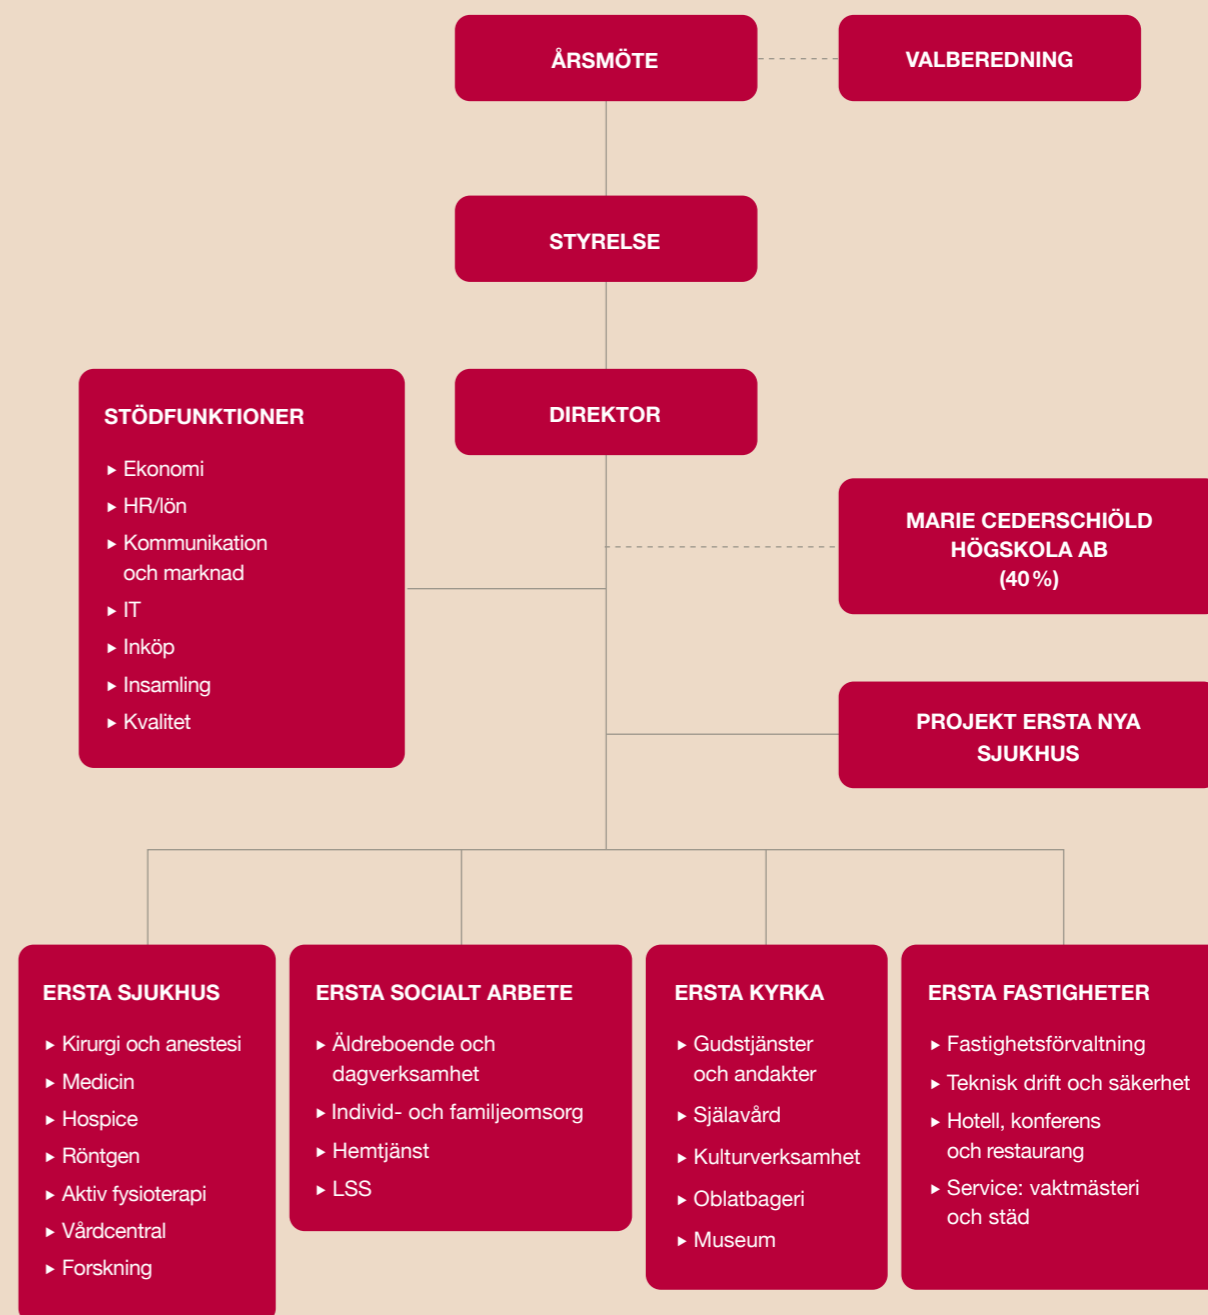 ÅRSMÖTE
VALBEREDNING
STYRELSE
DIREKTOR
STÖDFUNKTIONER
▸ Ekonomi
▸ HR/lön
▸ Kommunikation
och marknad
▸ IT
▸ Inköp
▸ Insamling
▸ Kvalitet
MARIE CEDERSCHIÖLD
HÖGSKOLA AB
(40 %)
PROJEKT ERSTA NYA
SJUKHUS
ERSTA SJUKHUS
▸ Kirurgi och anestesi
▸ Medicin
▸ Hospice
▸ Röntgen
▸ Aktiv fysioterapi
▸ Vårdcentral
▸ Forskning
ERSTA SOCIALT ARBETE
▸ Äldreboende och
dagverksamhet
▸ Individ- och familjeomsorg
▸ Hemtjänst
▸ LSS
ERSTA KYRKA
▸ Gudstjänster
och andakter
▸ Själavård
▸ Kulturverksamhet
▸ Oblatbageri
▸ Museum
ERSTA FASTIGHETER
▸ Fastighetsförvaltning
▸ Teknisk drift och säkerhet
▸ Hotell, konferens
och restaurang
▸ Service: vaktmästeri
och städ